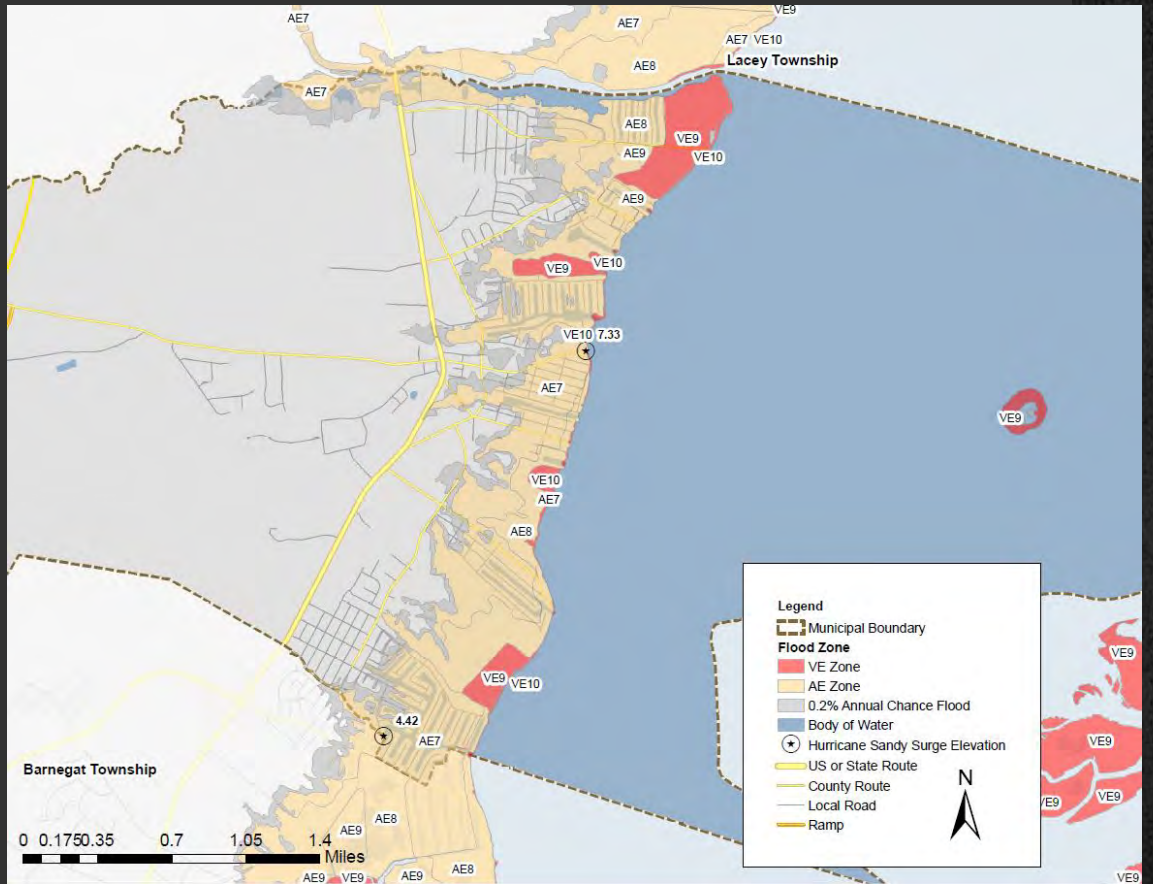 VE9
AE7
AE7
AE7 VE10
Lacey Township
AE8
AE7
AE8
VE9
AE9
VE10
AE9
VE10
VE9
VE10 7.33
AE7
VE9
VE10
AE7
AE8
VE9
VE10
4.42
AE7
Barnegat Township
AE8
AE9
0 0.1750.35 0.7 1.05 1.4
Miles
AE9 VE9 AE9 AE8
Legend
Municipal Boundary
Flood Zone
VE Zone
AE Zone
0.2% Annual Chance Flood
Body of Water
Hurricane Sandy Surge Elevation
US or State Route
County Route
Local Road
Ramp
N
VE9
VE9
VE9
VE9
VE9